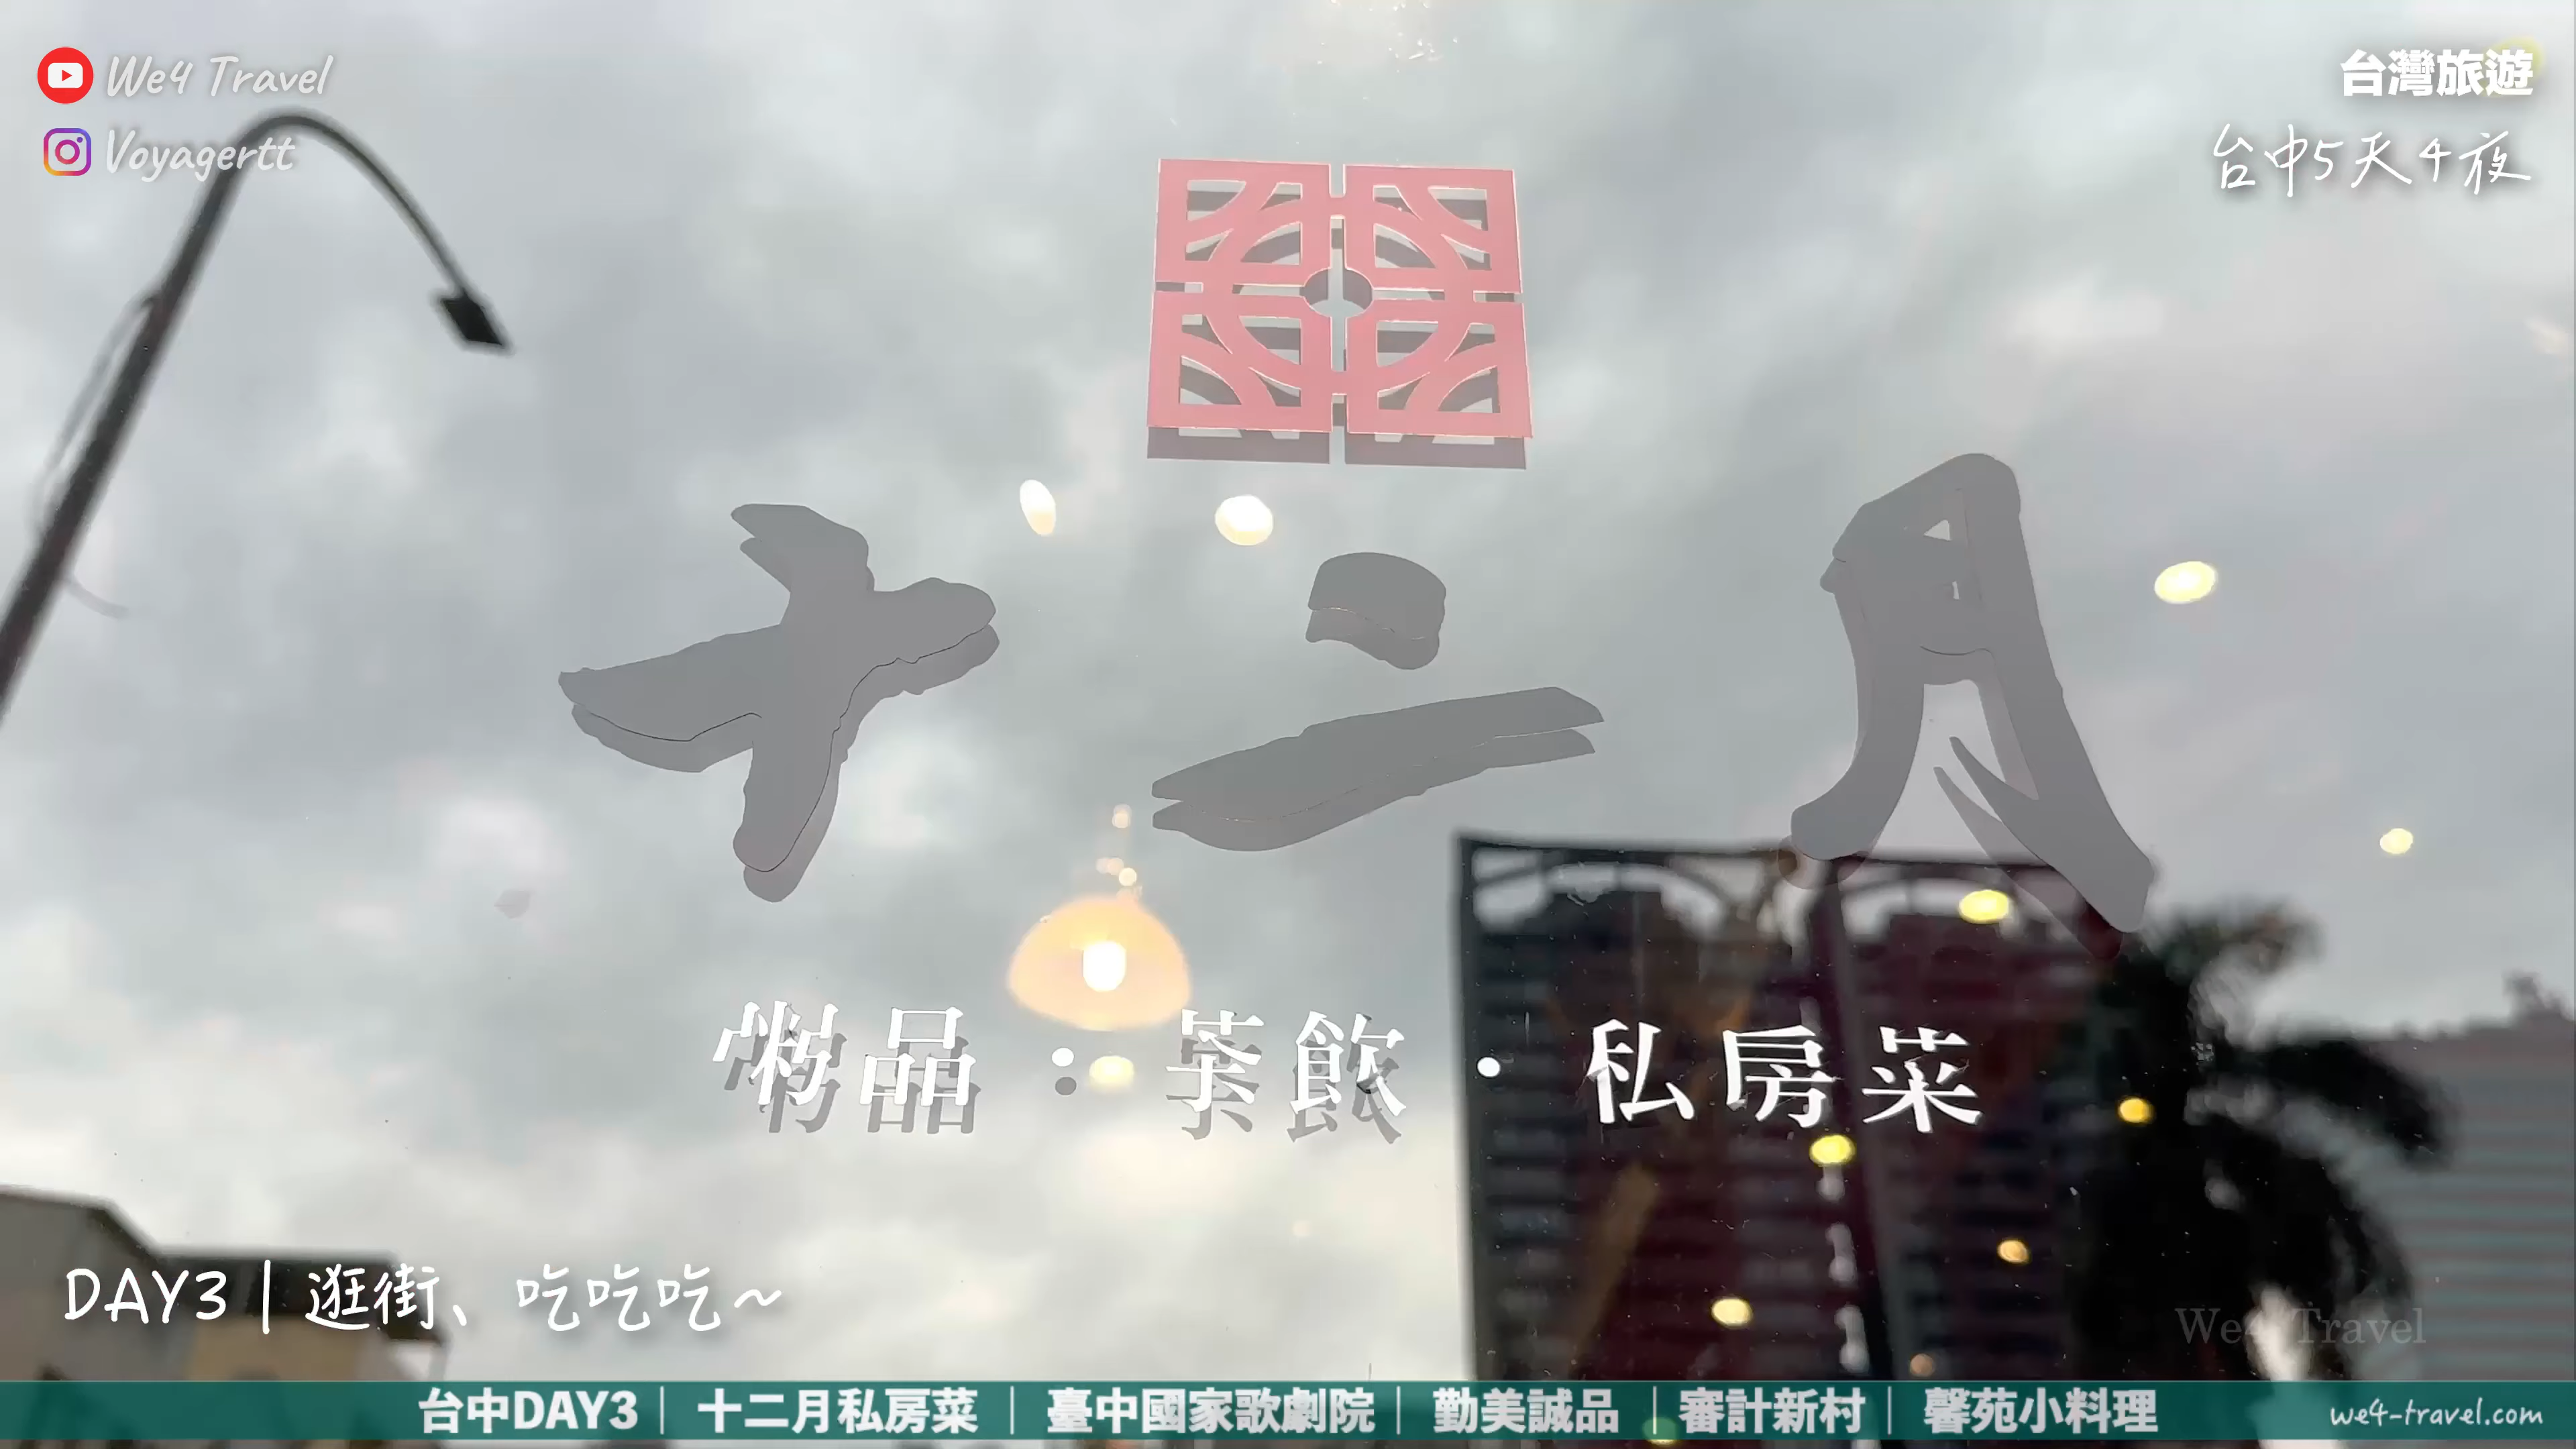 We4 Travel
Voyagertt
台灣旅遊
台中5天4夜
十二月
粥品・茶飲・私房菜
DAY3｜逛街、吃吃吃~
We4 Travel
台中DAY3｜十二月私房菜｜臺中國家歌劇院｜勤美誠品｜審計新村｜馨苑小料理
we4-travel.com